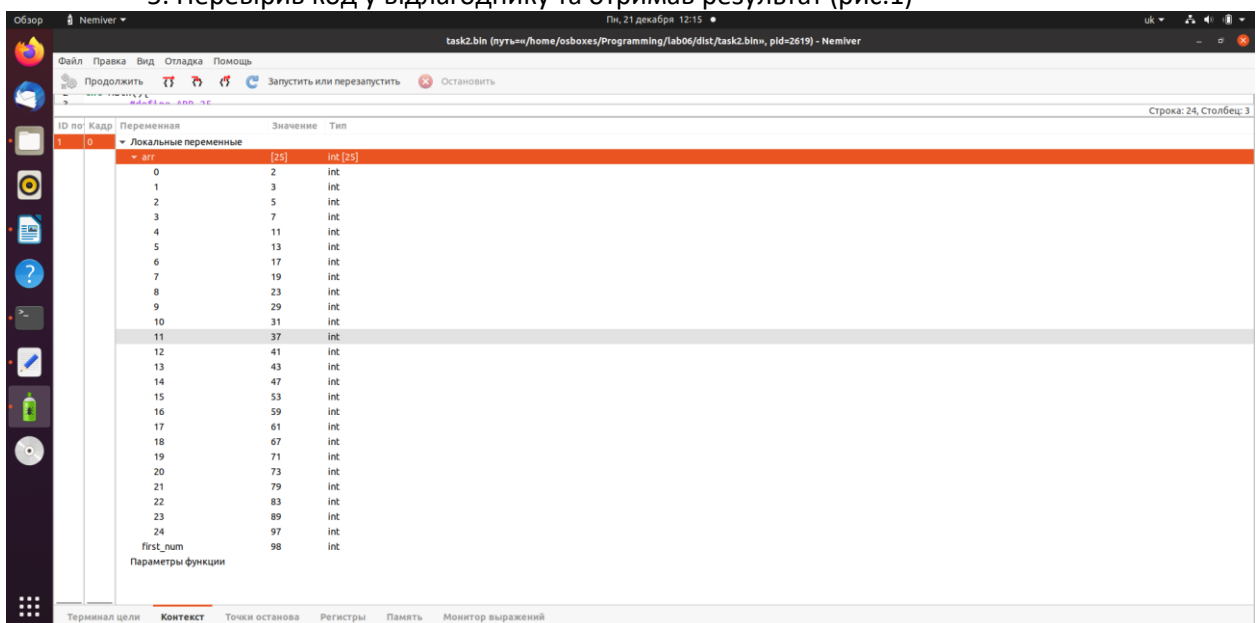 3. Перевірив код у відлагоднику та отримав результат (рис.1)
Обзор Nemiver Пн, 21 декабря 12:15 uk
task2.bin (путь=«/home/osboxes/Programming/lab06/dist/task2.bin», pid=2619) - Nemiver
Файл Правка Вид Отладка Помощь
Продолжить Запустить или перезапустить Остановить
Строка: 24, Столбец: 3
ID по Кадр Переменная Значение Тип
1 0 Локальные переменные
arr [25] int [25]
0 2 int
1 3 int
2 5 int
3 7 int
4 11 int
5 13 int
6 17 int
7 19 int
8 23 int
9 29 int
10 31 int
11 37 int
12 41 int
13 43 int
14 47 int
15 53 int
16 59 int
17 61 int
18 67 int
19 71 int
20 73 int
21 79 int
22 83 int
23 89 int
24 97 int
first_num 98 int
Параметры функции
Терминал цели Контекст Точки останова Регистры Память Монитор выражений